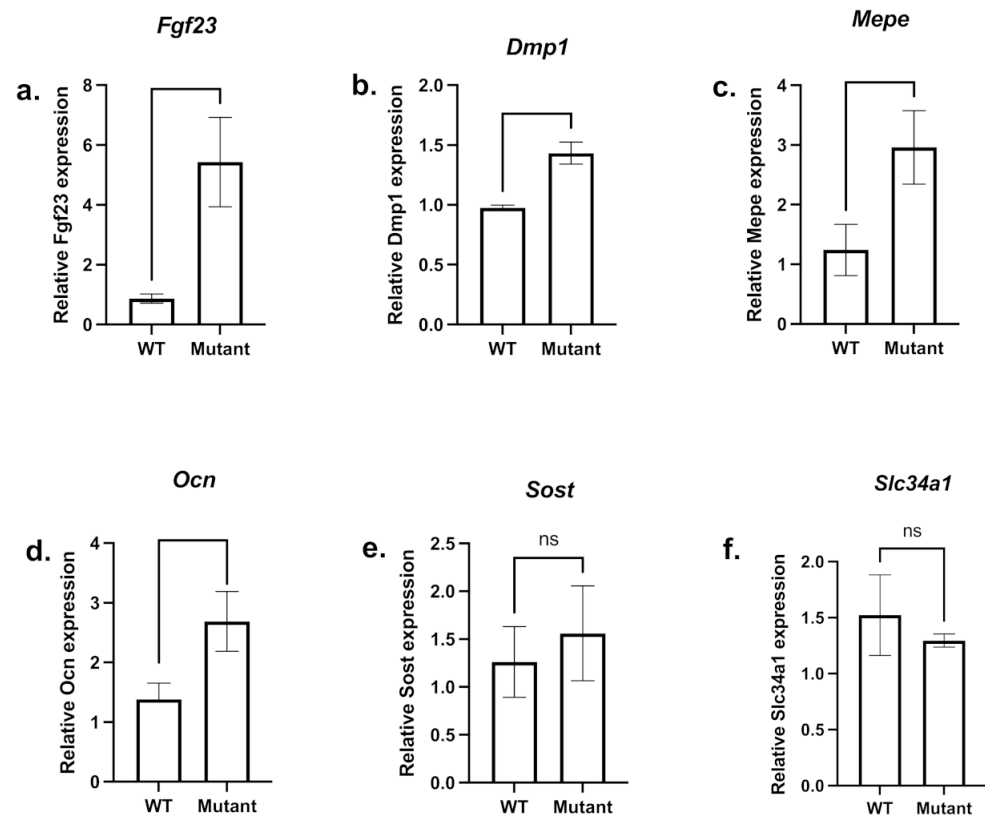 Fgf23
a.
Relative Fgf23 expression
8
6
4
2
0
WT Mutant
Dmp1
b.
Relative Dmp1 expression
2.0
1.5
1.0
0.5
0.0
WT Mutant
Mepe
c.
Relative Mepe expression
4
3
2
1
0
WT Mutant
Ocn
d.
Relative Ocn expression
4
3
2
1
0
WT Mutant
Sost
e.
ns
Relative Sost expression
2.5
2.0
1.5
1.0
0.5
0.0
WT Mutant
Slc34a1
f.
ns
Relative Slc34a1 expression
2.0
1.5
1.0
0.5
0.0
WT Mutant